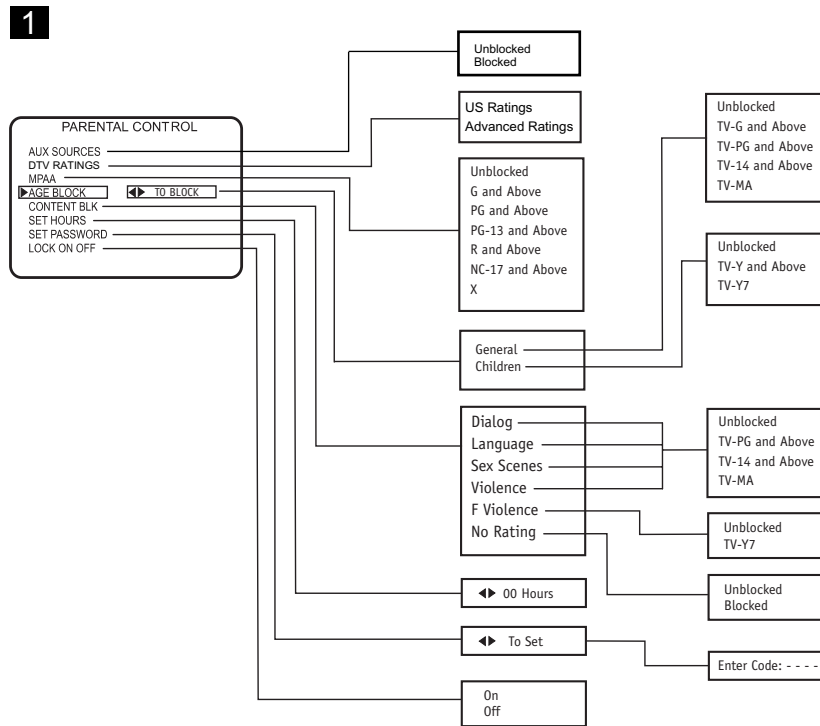 1
PARENTAL CONTROL
AUX SOURCES
DTV RATINGS
MPAA
AGE BLOCK TO BLOCK
CONTENT BLK
SET HOURS
SET PASSWORD
LOCK ON OFF
Unblocked
Blocked
US Ratings
Advanced Ratings
Unblocked
G and Above
PG and Above
PG-13 and Above
R and Above
NC-17 and Above
X
General
Children
Dialog
Language
Sex Scenes
Violence
F Violence
No Rating
00 Hours
To Set
On
Off
Unblocked
TV-G and Above
TV-PG and Above
TV-14 and Above
TV-MA
Unblocked
TV-Y and Above
TV-Y7
Unblocked
TV-PG and Above
TV-14 and Above
TV-MA
Unblocked
TV-Y7
Unblocked
Blocked
Enter Code: - - - -